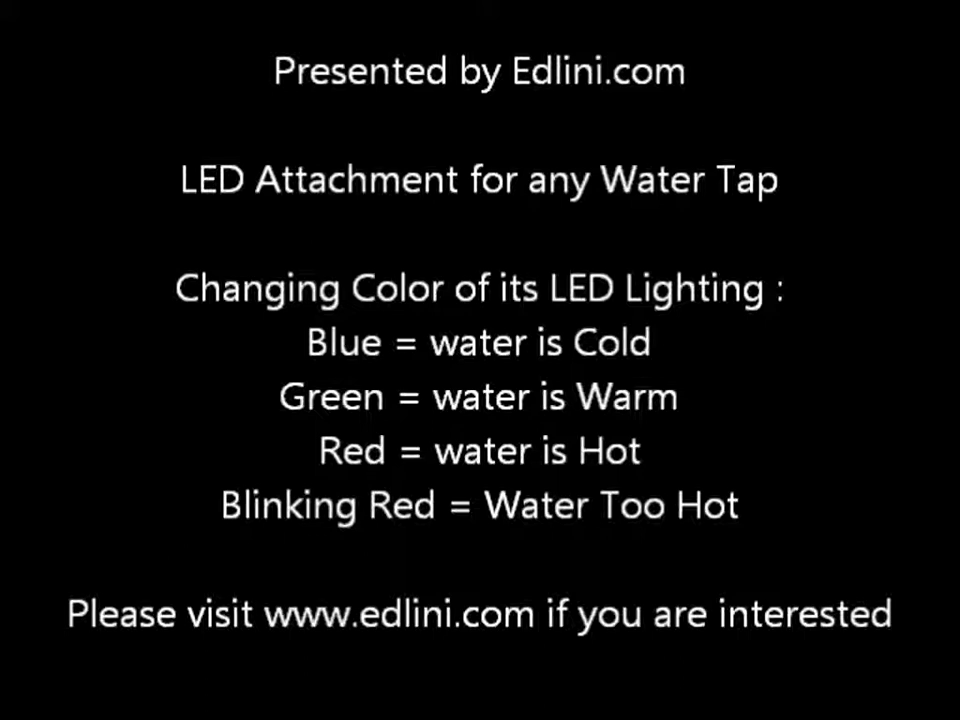 Presented by Edlini.com
LED Attachment for any Water Tap
Changing Color of its LED Lighting :
Blue = water is Cold
Green = water is Warm
Red = water is Hot
Blinking Red = Water Too Hot
Please visit www.edlini.com if you are interested